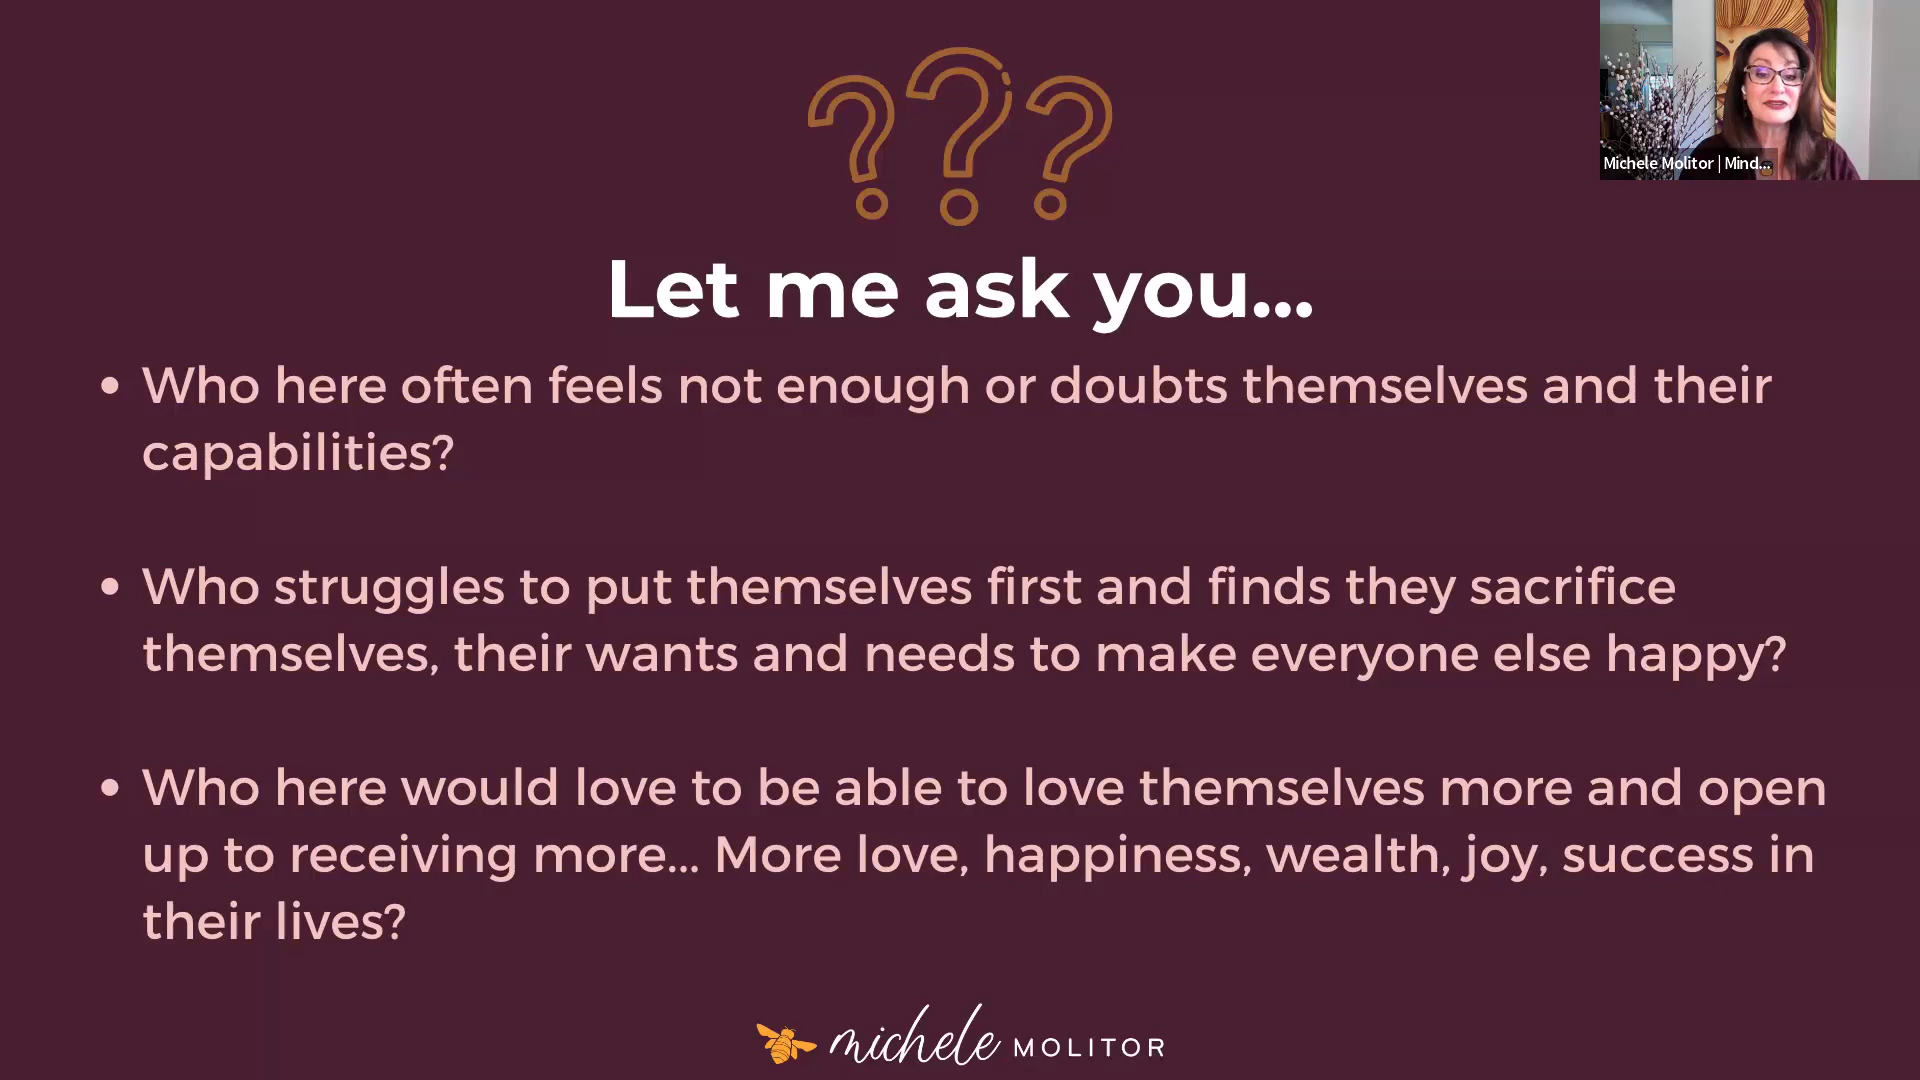 Michele Molitor | Mind...
Let me ask you...
• Who here often feels not enough or doubts themselves and their
capabilities?
• Who struggles to put themselves first and finds they sacrifice
themselves, their wants and needs to make everyone else happy?
• Who here would love to be able to love themselves more and open
up to receiving more... More love, happiness, wealth, joy, success in
their lives?
michele MOLITOR